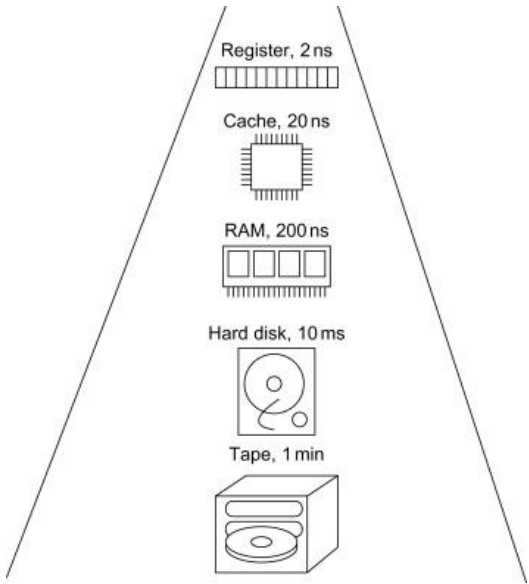 Register, 2 ns
Cache, 20 ns
RAM, 200 ns
Hard disk, 10 ms
Tape, 1 min